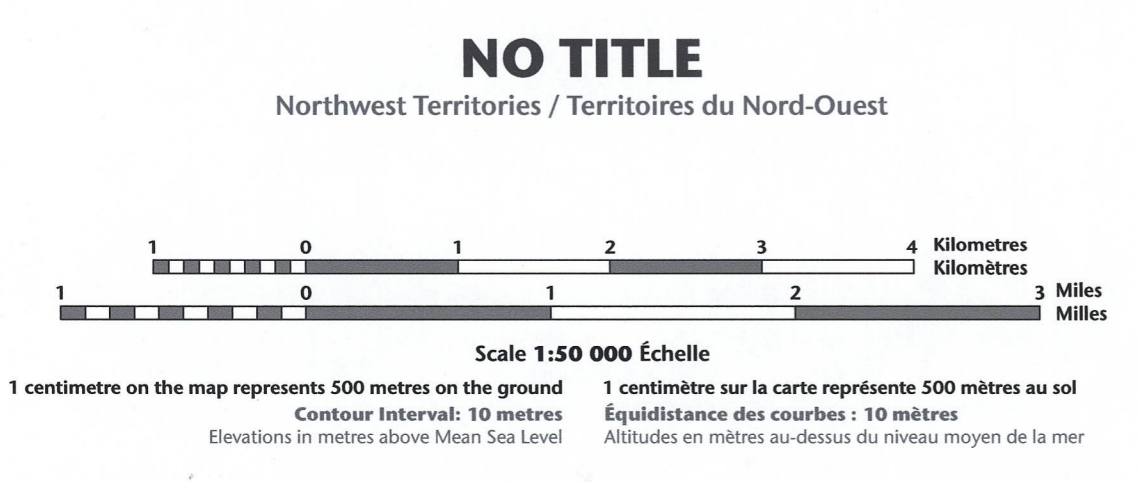 NO TITLE
Northwest Territories / Territoires du Nord-Ouest
1 0 1 2 3 4 Kilometres
Kilomètres
1 0 1 2 3 Miles
Milles
Scale 1:50 000 Échelle
1 centimetre on the map represents 500 metres on the ground
Contour Interval: 10 metres
Elevations in metres above Mean Sea Level
1 centimètre sur la carte représente 500 mètres au sol
Équidistance des courbes : 10 mètres
Altitudes en mètres au-dessus du niveau moyen de la mer